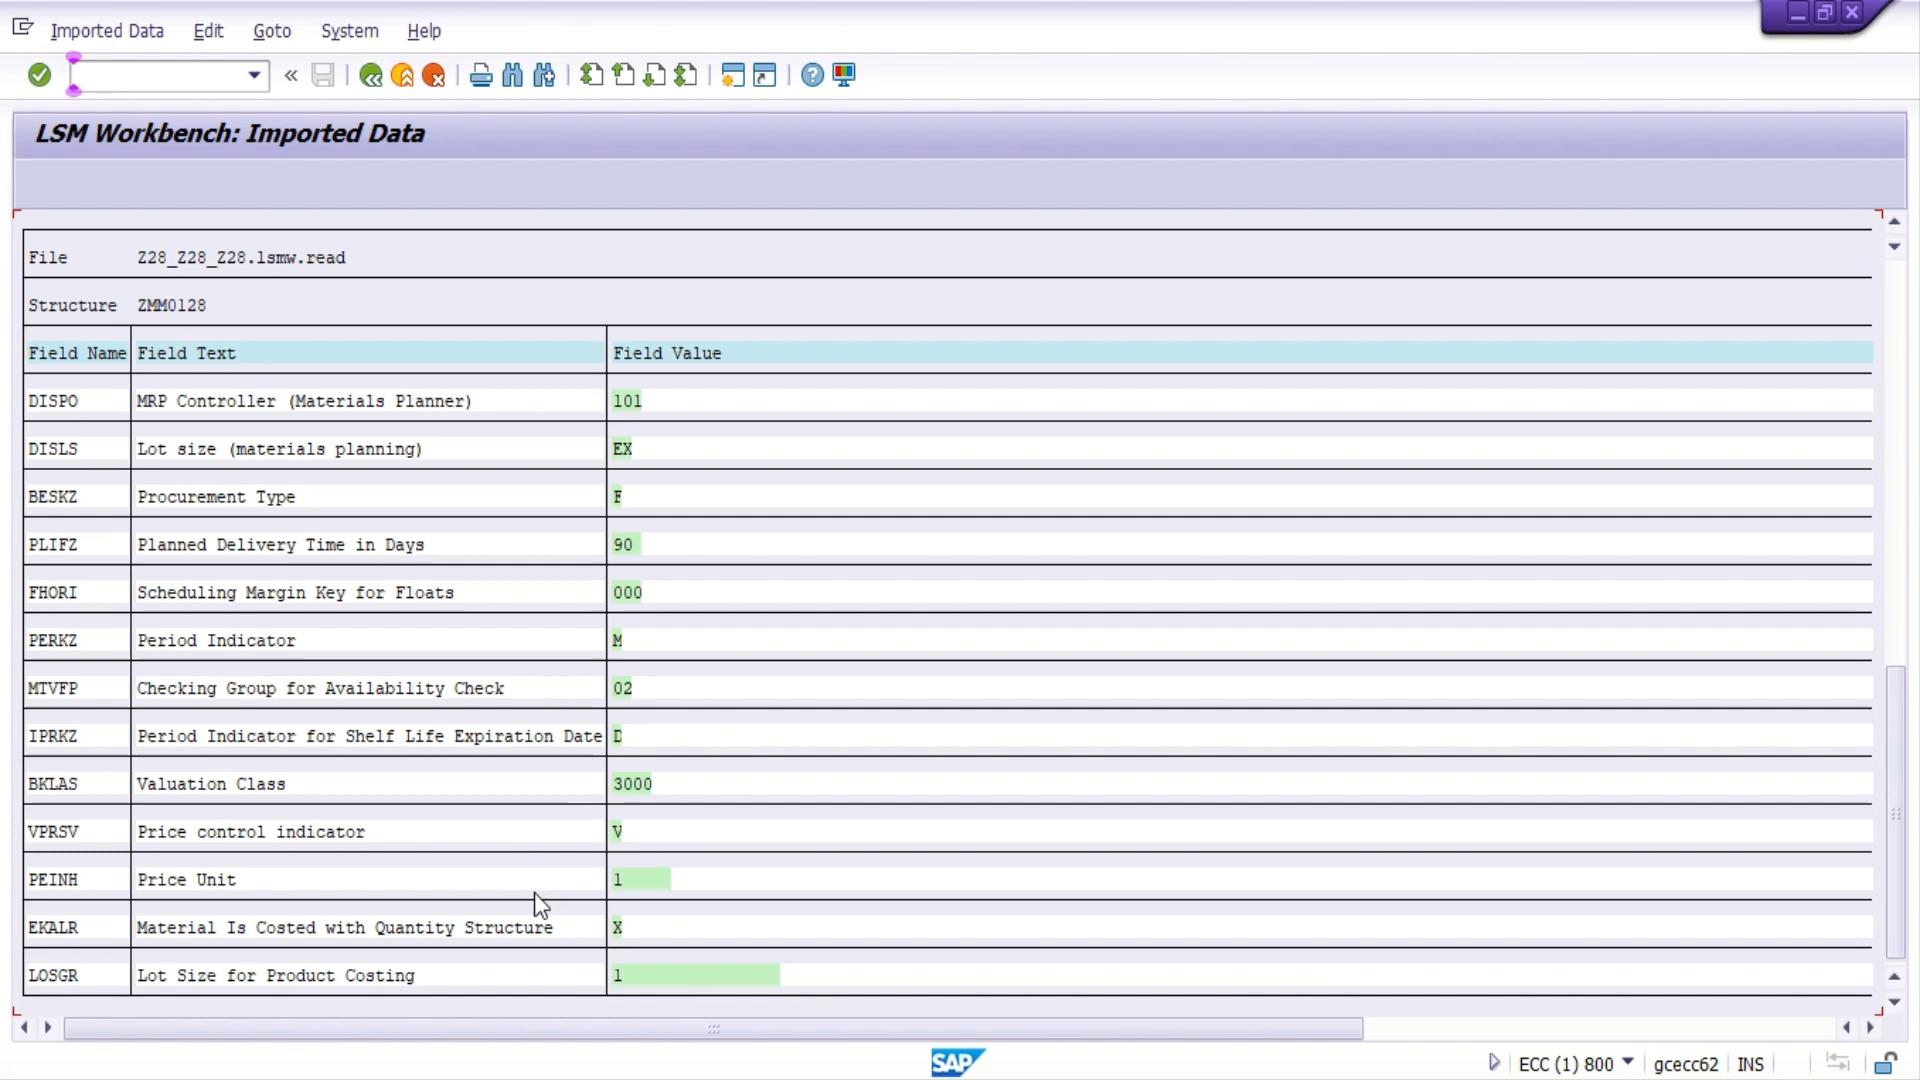 Imported Data Edit Goto System Help
LSM Workbench: Imported Data
File Z28_Z28_Z28.lsmw.read
Structure ZMM0128
Field Name Field Text Field Value
DISPO MRP Controller (Materials Planner) 101
DISLS Lot size (materials planning) EX
BESKZ Procurement Type F
PLIFZ Planned Delivery Time in Days 90
FHORI Scheduling Margin Key for Floats 000
PERKZ Period Indicator M
MTVFP Checking Group for Availability Check 02
IPRKZ Period Indicator for Shelf Life Expiration Date D
BKLAS Valuation Class 3000
VPRSV Price control indicator V
PEINH Price Unit 1
EKALR Material Is Costed with Quantity Structure X
LOSGR Lot Size for Product Costing 1
SAP ECC (1) 800 gcecc62 INS